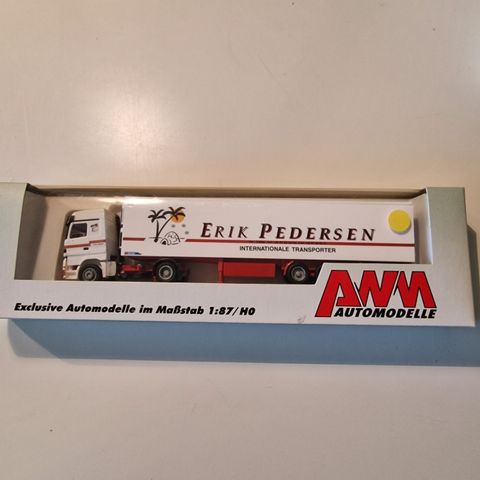 ERIK PEDERSEN
INTERNATIONALE TRANSPORTER
AWM
AUTOMODELLE
Exclusive Automodelle im Maßstab 1:87/H0